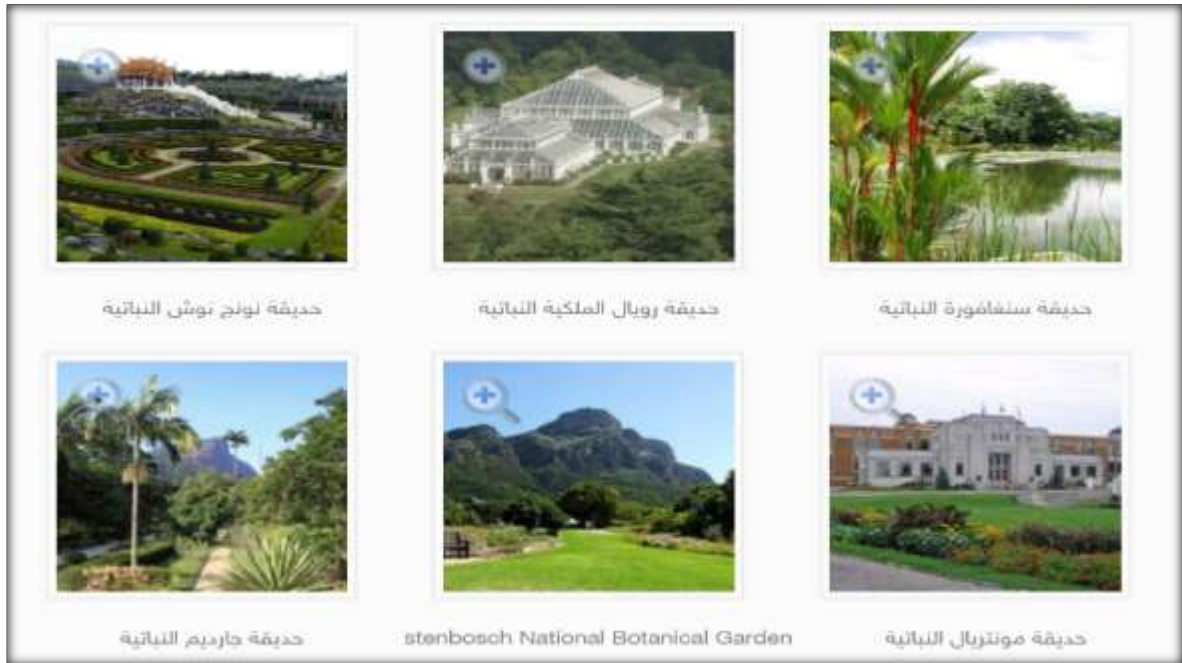 حديقة سنغافورة النباتية
حديقة رويال الملكية النباتية
حديقة نونج نوش النباتية
حديقة مونتريال النباتية
stenbosch National Botanical Garden
حديقة جارديم النباتية